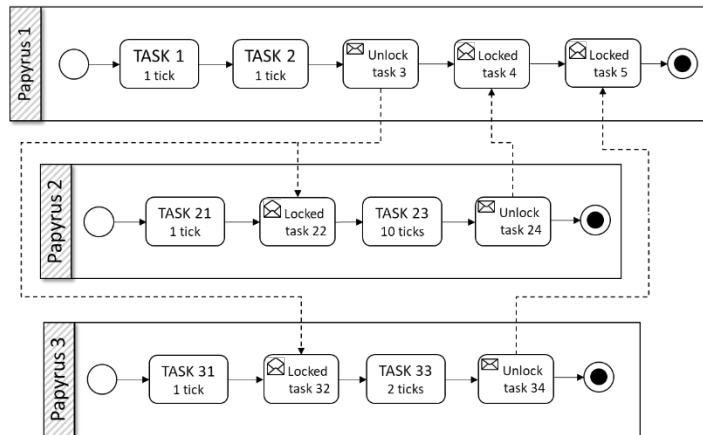 Papyrus 1
TASK 1
1 tick
TASK 2
1 tick
Unlock
task 3
Locked
task 4
Locked
task 5
Papyrus 2
TASK 21
1 tick
Locked
task 22
TASK 23
10 ticks
Unlock
task 24
Papyrus 3
TASK 31
1 tick
Locked
task 32
TASK 33
2 ticks
Unlock
task 34